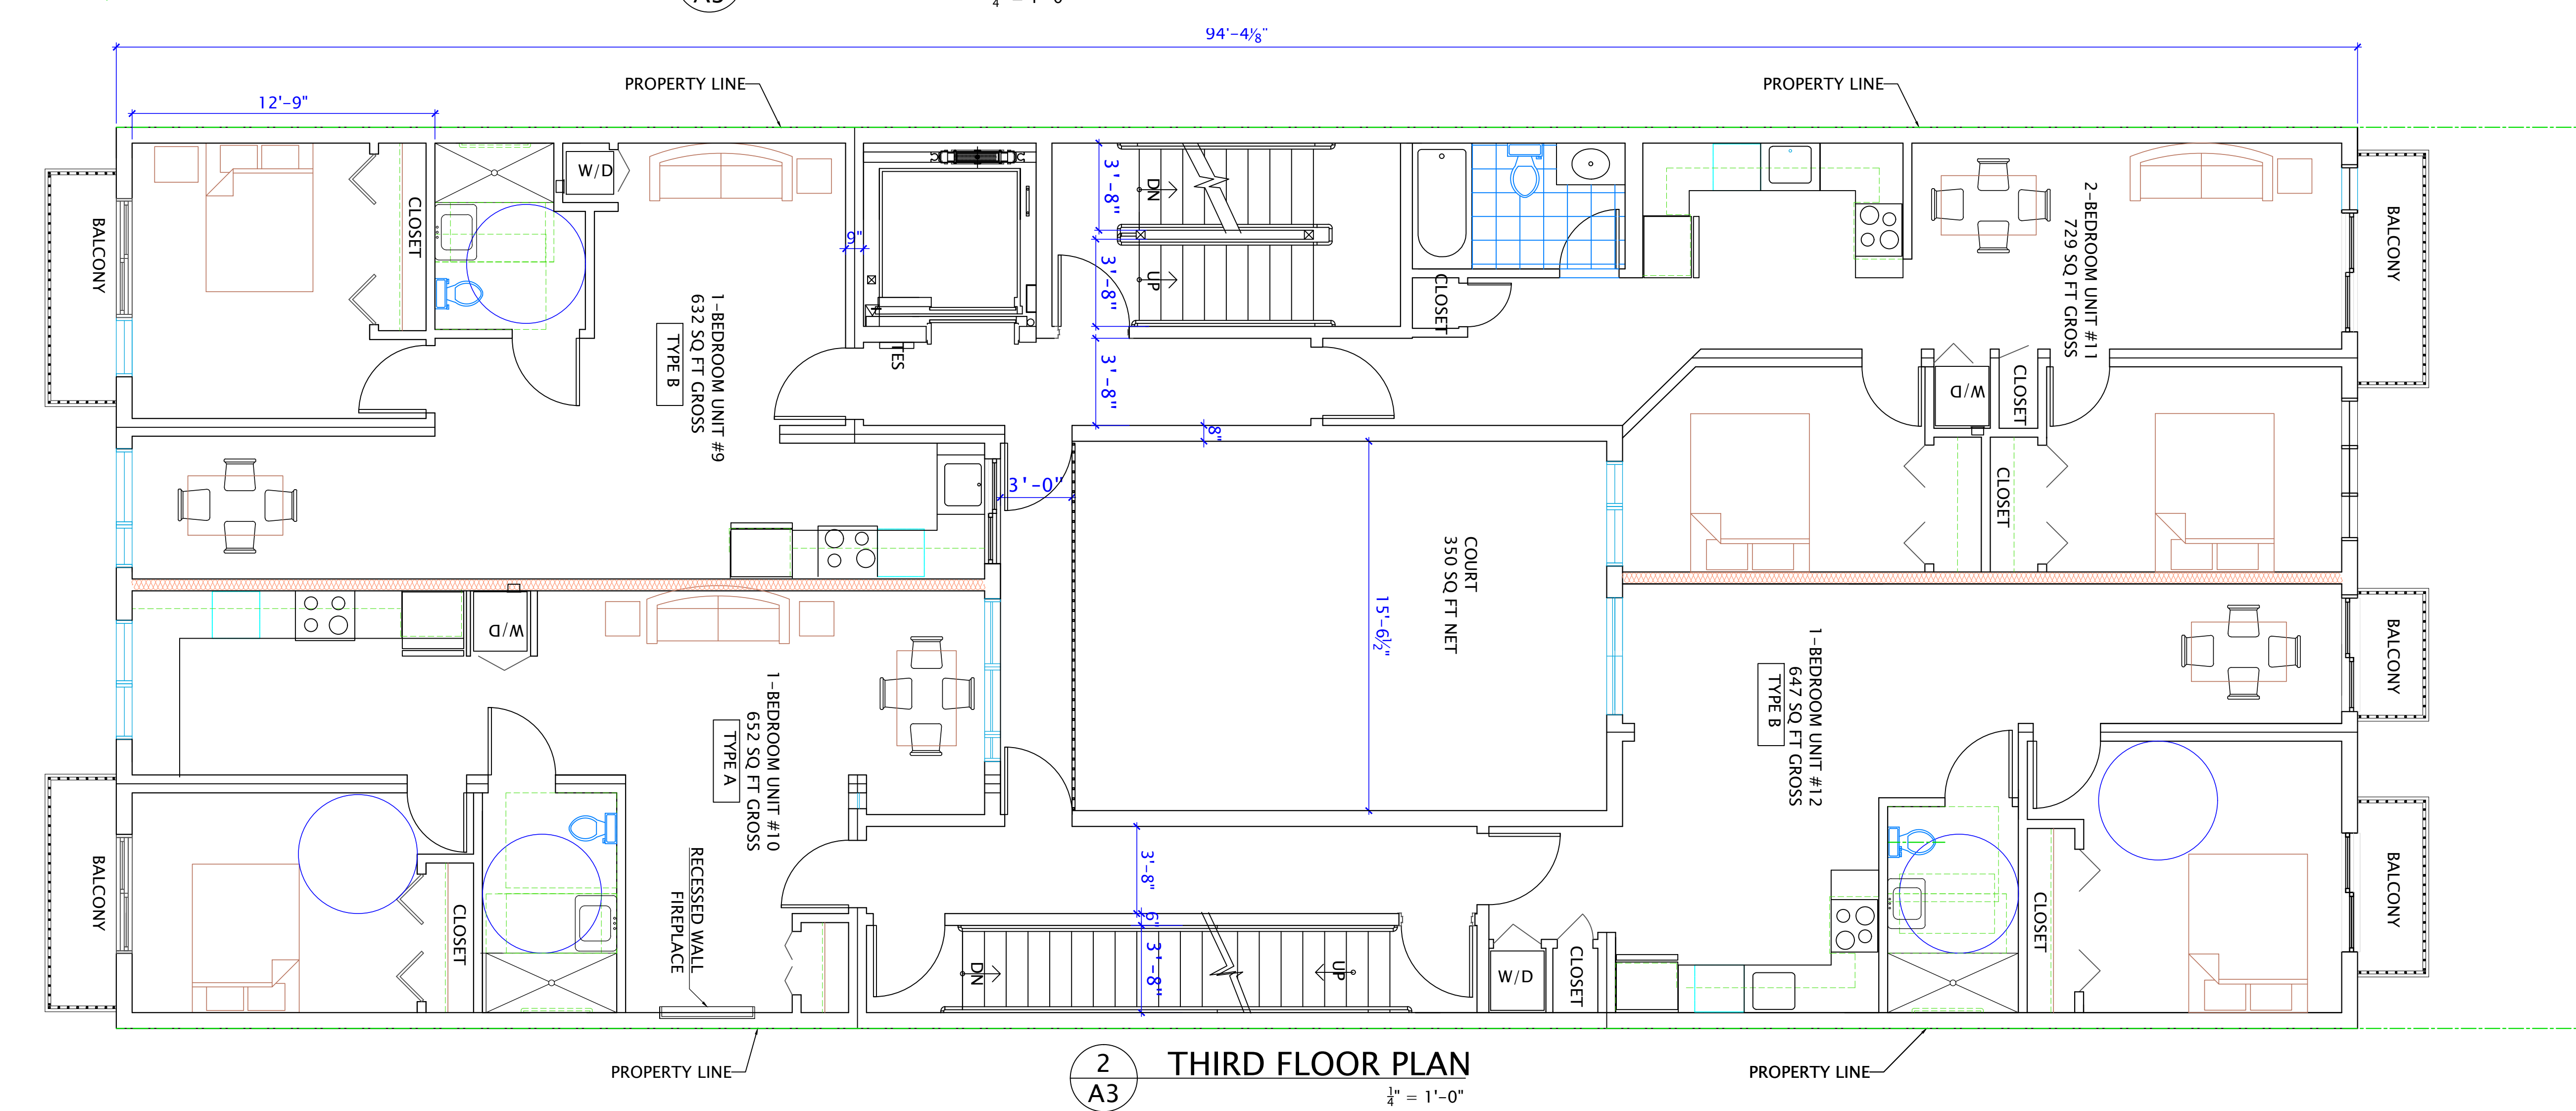 A3
94'-4⅛"
PROPERTY LINE
PROPERTY LINE
12'-9"
BALCONY
CLOSET
W/D
1-BEDROOM UNIT #9
632 SQ FT GROSS
TYPE B
9"
TES
3'-8"
DN
3'-8"
UP
3'-8"
8"
3'-0"
CLOSET
2-BEDROOM UNIT #11
729 SQ FT GROSS
BALCONY
W/D
CLOSET
CLOSET
COURT
350 SQ FT NET
15'-6½"
W/D
1-BEDROOM UNIT #10
652 SQ FT GROSS
TYPE A
1-BEDROOM UNIT #12
647 SQ FT GROSS
TYPE B
BALCONY
BALCONY
CLOSET
RECESSED WALL
FIREPLACE
3'-8"
6"
3'-8"
DN
UP
W/D
CLOSET
CLOSET
BALCONY
PROPERTY LINE
PROPERTY LINE
2
A3
THIRD FLOOR PLAN
¼" = 1'-0"